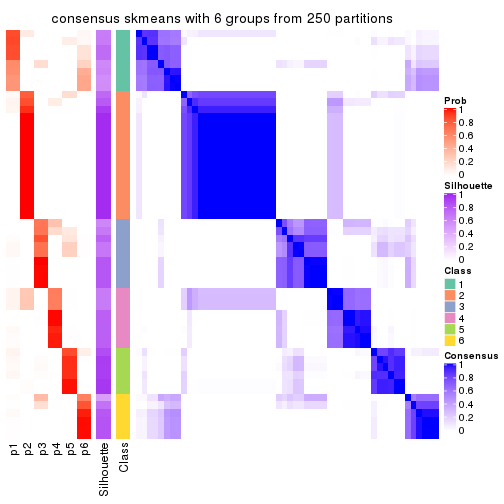 consensus skmeans with 6 groups from 250 partitions
Prob
1
0.8
0.6
0.4
0.2
0
Silhouette
1
0.8
0.6
0.4
0.2
0
Class
1
2
3
4
5
6
Consensus
1
0.8
0.6
0.4
0.2
0
p1
p2
p3
p4
p5
p6
Silhouette
Class